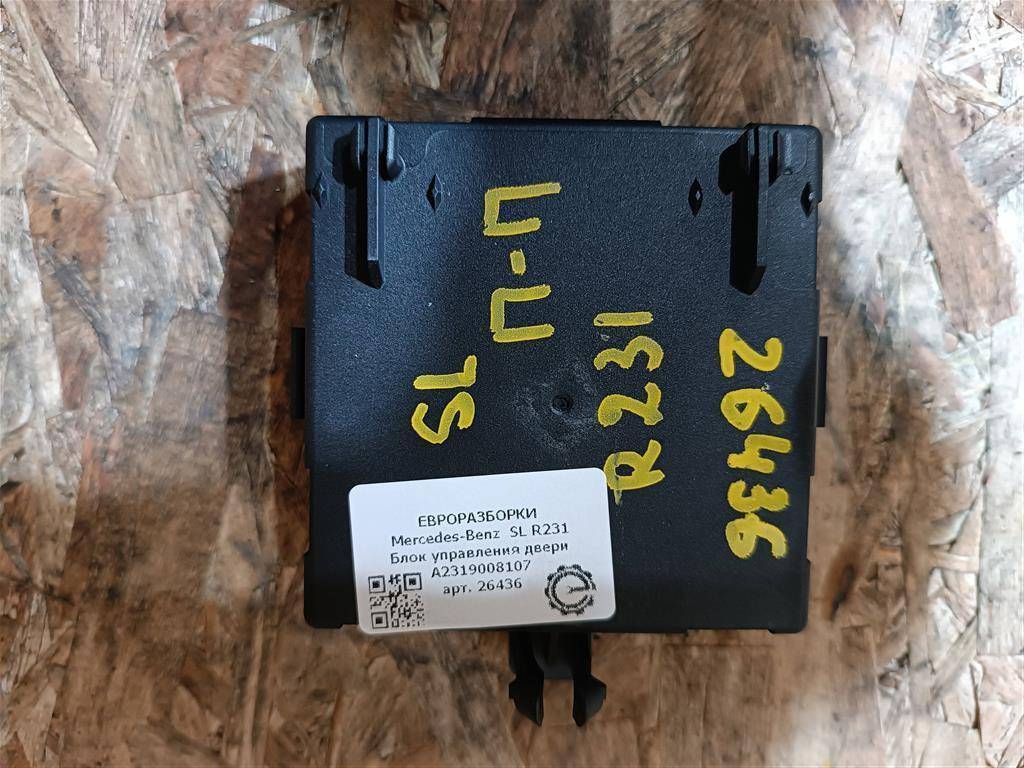 П-П
SL
R231
26436
ЕВРОРАЗБОРКИ
Mercedes-Benz SL R231
Блок управления двери
A2319008107
арт. 26436